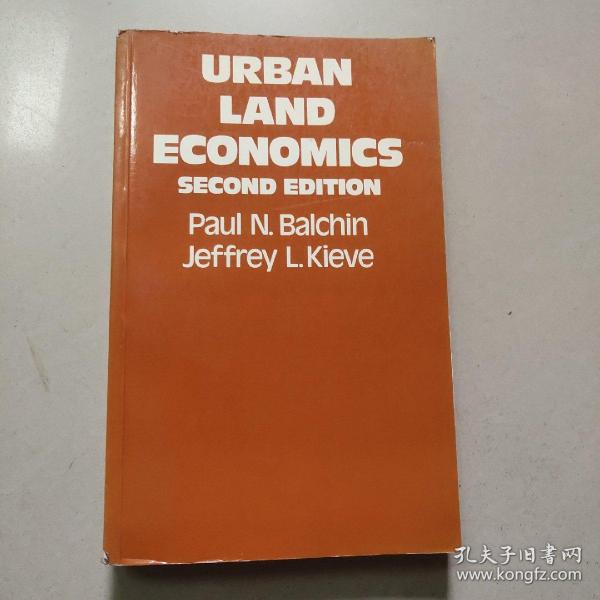 URBAN
LAND
ECONOMICS
SECOND EDITION
Paul N. Balchin
Jeffrey L. Kieve
孔夫子旧书网
www.kongfz.com